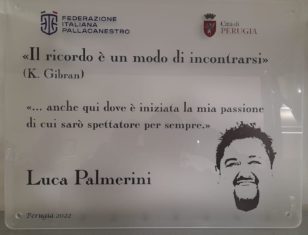 FEDERAZIONE
ITALIANA
PALLACANESTRO
Città di
PERUGIA
«Il ricordo è un modo di incontrarsi»
(K. Gibran)
«... anche qui dove è iniziata la mia passione
di cui sarò spettatore per sempre.»
Luca Palmerini
Perugia 2022